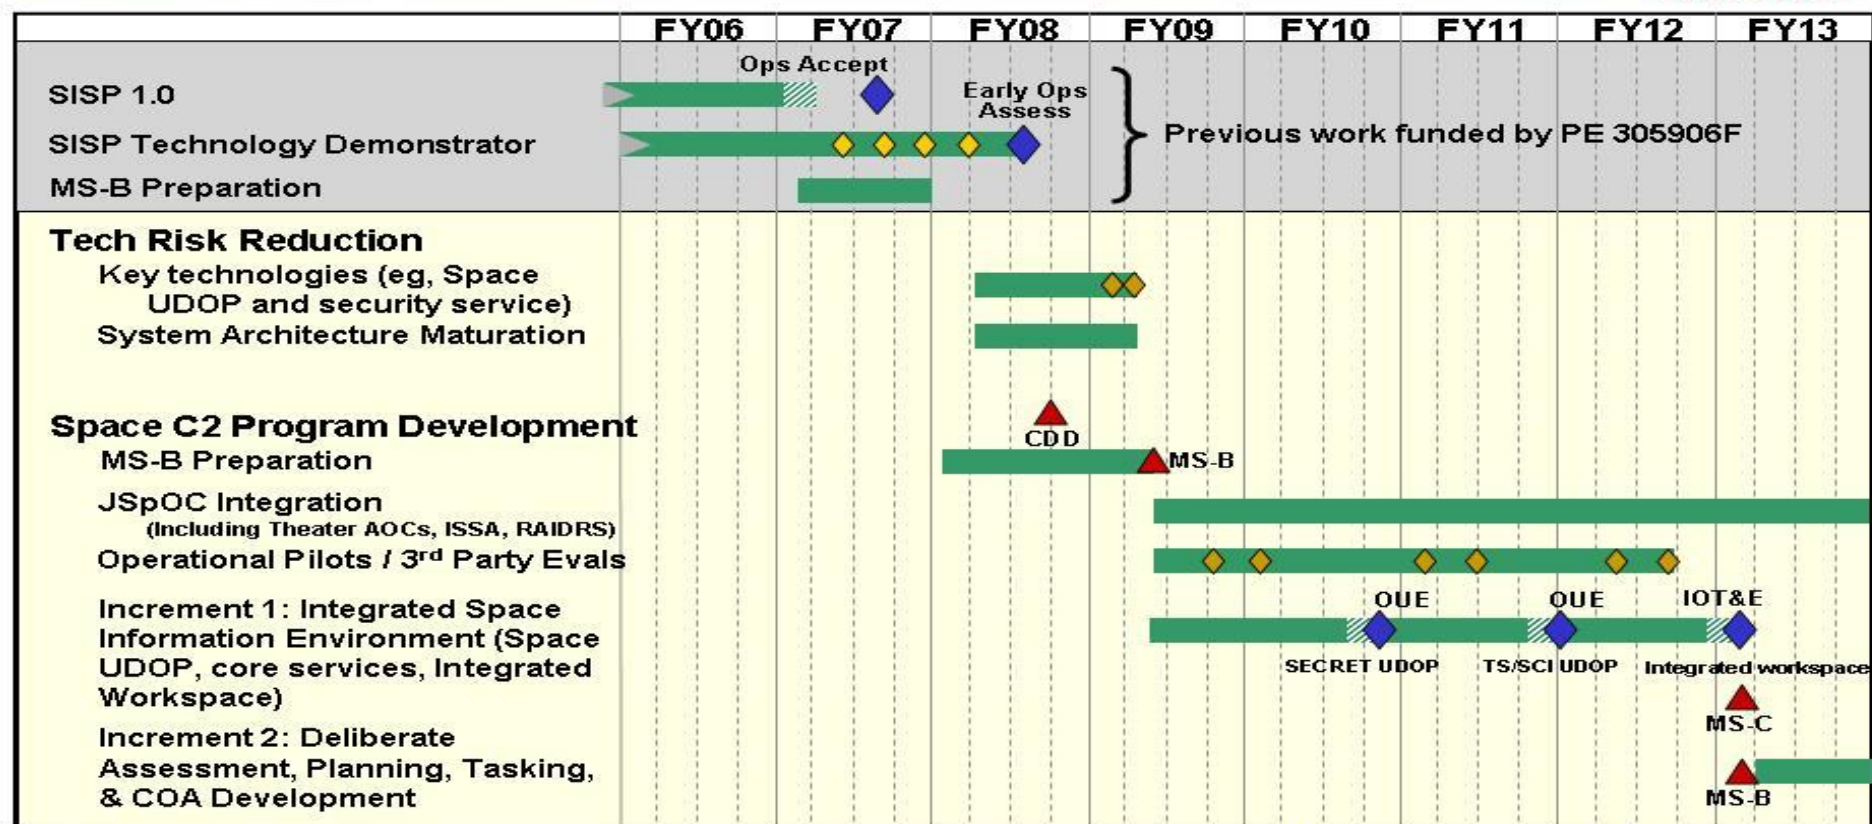 FY06 FY07 FY08 FY09 FY10 FY11 FY12 FY13
Ops Accept
SISP 1.0
Early Ops
Assess
SISP Technology Demonstrator
Previous work funded by PE 305906F
MS-B Preparation
Tech Risk Reduction
Key technologies (eg, Space
UDOP and security service)
System Architecture Maturation
Space C2 Program Development
CDD
MS-B Preparation
MS-B
JSpOC Integration
(Including Theater AOCs, ISSA, RAIDRS)
Operational Pilots / 3rd Party Evals
Increment 1: Integrated Space
Information Environment (Space
UDOP, core services, Integrated
Workspace)
OUE OUE IOT&E
SECRET UDOP TS/SCI UDOP Integrated workspace
MS-C
Increment 2: Deliberate
Assessment, Planning, Tasking,
& COA Development
MS-B